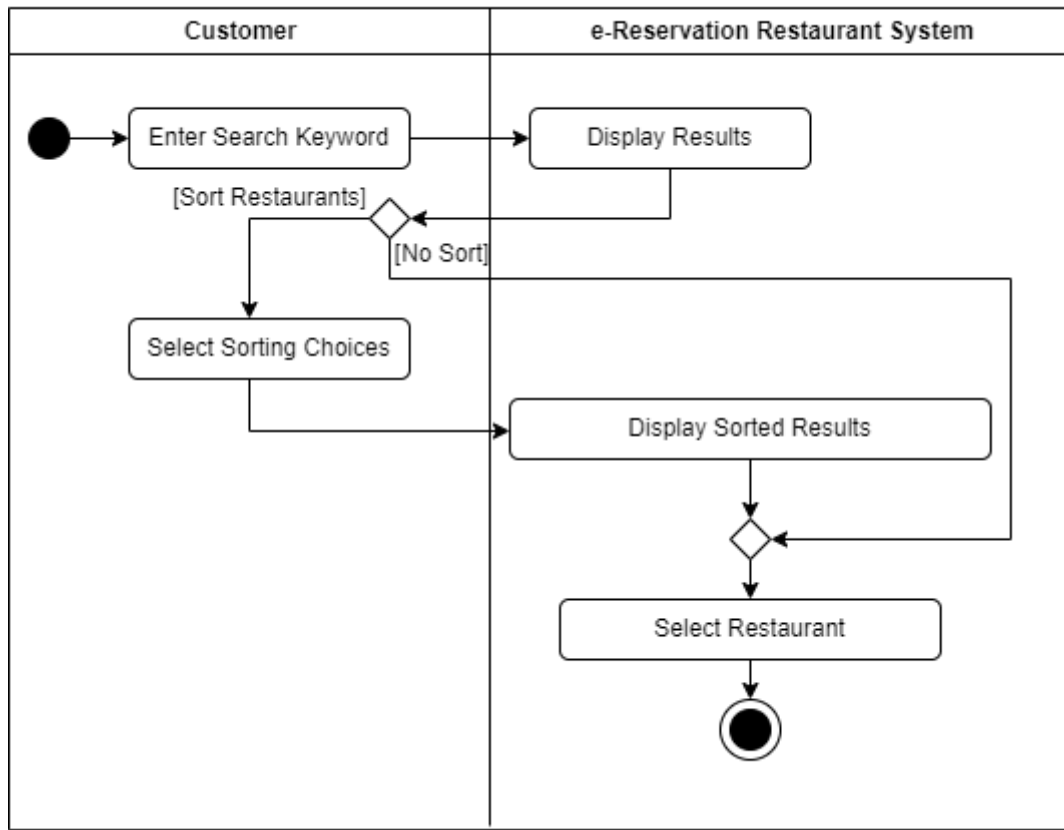 Customer
e-Reservation Restaurant System
Enter Search Keyword
Display Results
[Sort Restaurants]
[No Sort]
Select Sorting Choices
Display Sorted Results
Select Restaurant